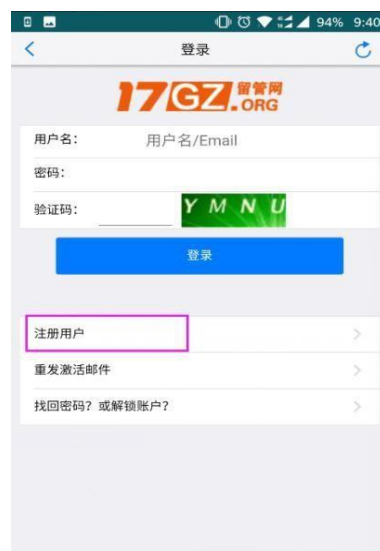 94% 9:40
登录
17GZ 留管网
.ORG
用户名： 用户名/Email
密码：
验证码： YMNU
登录
注册用户
重发激活邮件
找回密码？或解锁账户？